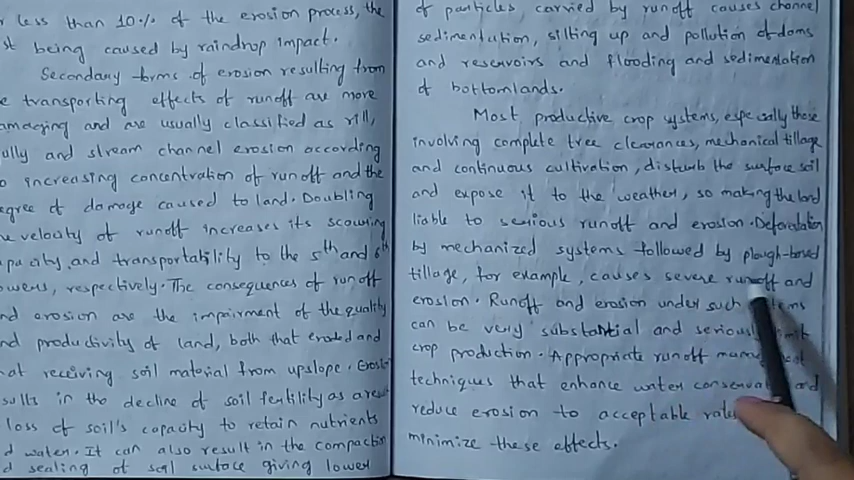 less than 10% of the erosion process, the
being caused by raindrop impact.
Secondary forms of erosion resulting from
transporting effects of runoff are more
and are usually classified as rill,
and stream channel erosion according
increasing concentration of runoff and the
of damage caused to land. Doubling
velocity of runoff increases its scouring
and transportability to the 5th and 6th
respectively. The consequences of runoff
erosion are the impairment of the quality
productivity of land, both that eroded and
receiving soil material from upslope.
in the decline of soil fertility as a
loss of soil's capacity to retain nutrients
water. It can also result in the compaction
sealing of soil surface giving lower
of particles carried by runoff causes channel
sedimentation, silting up and pollution of dams
and reservoirs and flooding and sedimentation
of bottomlands.
Most productive crop systems, especially those
involving complete tree clearances, mechanical tillage
and continuous cultivation, disturb the surface soil
and expose it to the weather, so making the land
liable to serious runoff and erosion. Deforestation
by mechanized systems followed by plough-based
tillage, for example, causes severe runoff and
erosion. Runoff and erosion under such
can be very substantial and
crop production. Appropriate runoff
techniques that enhance water
reduce erosion to acceptable
minimize these effects.